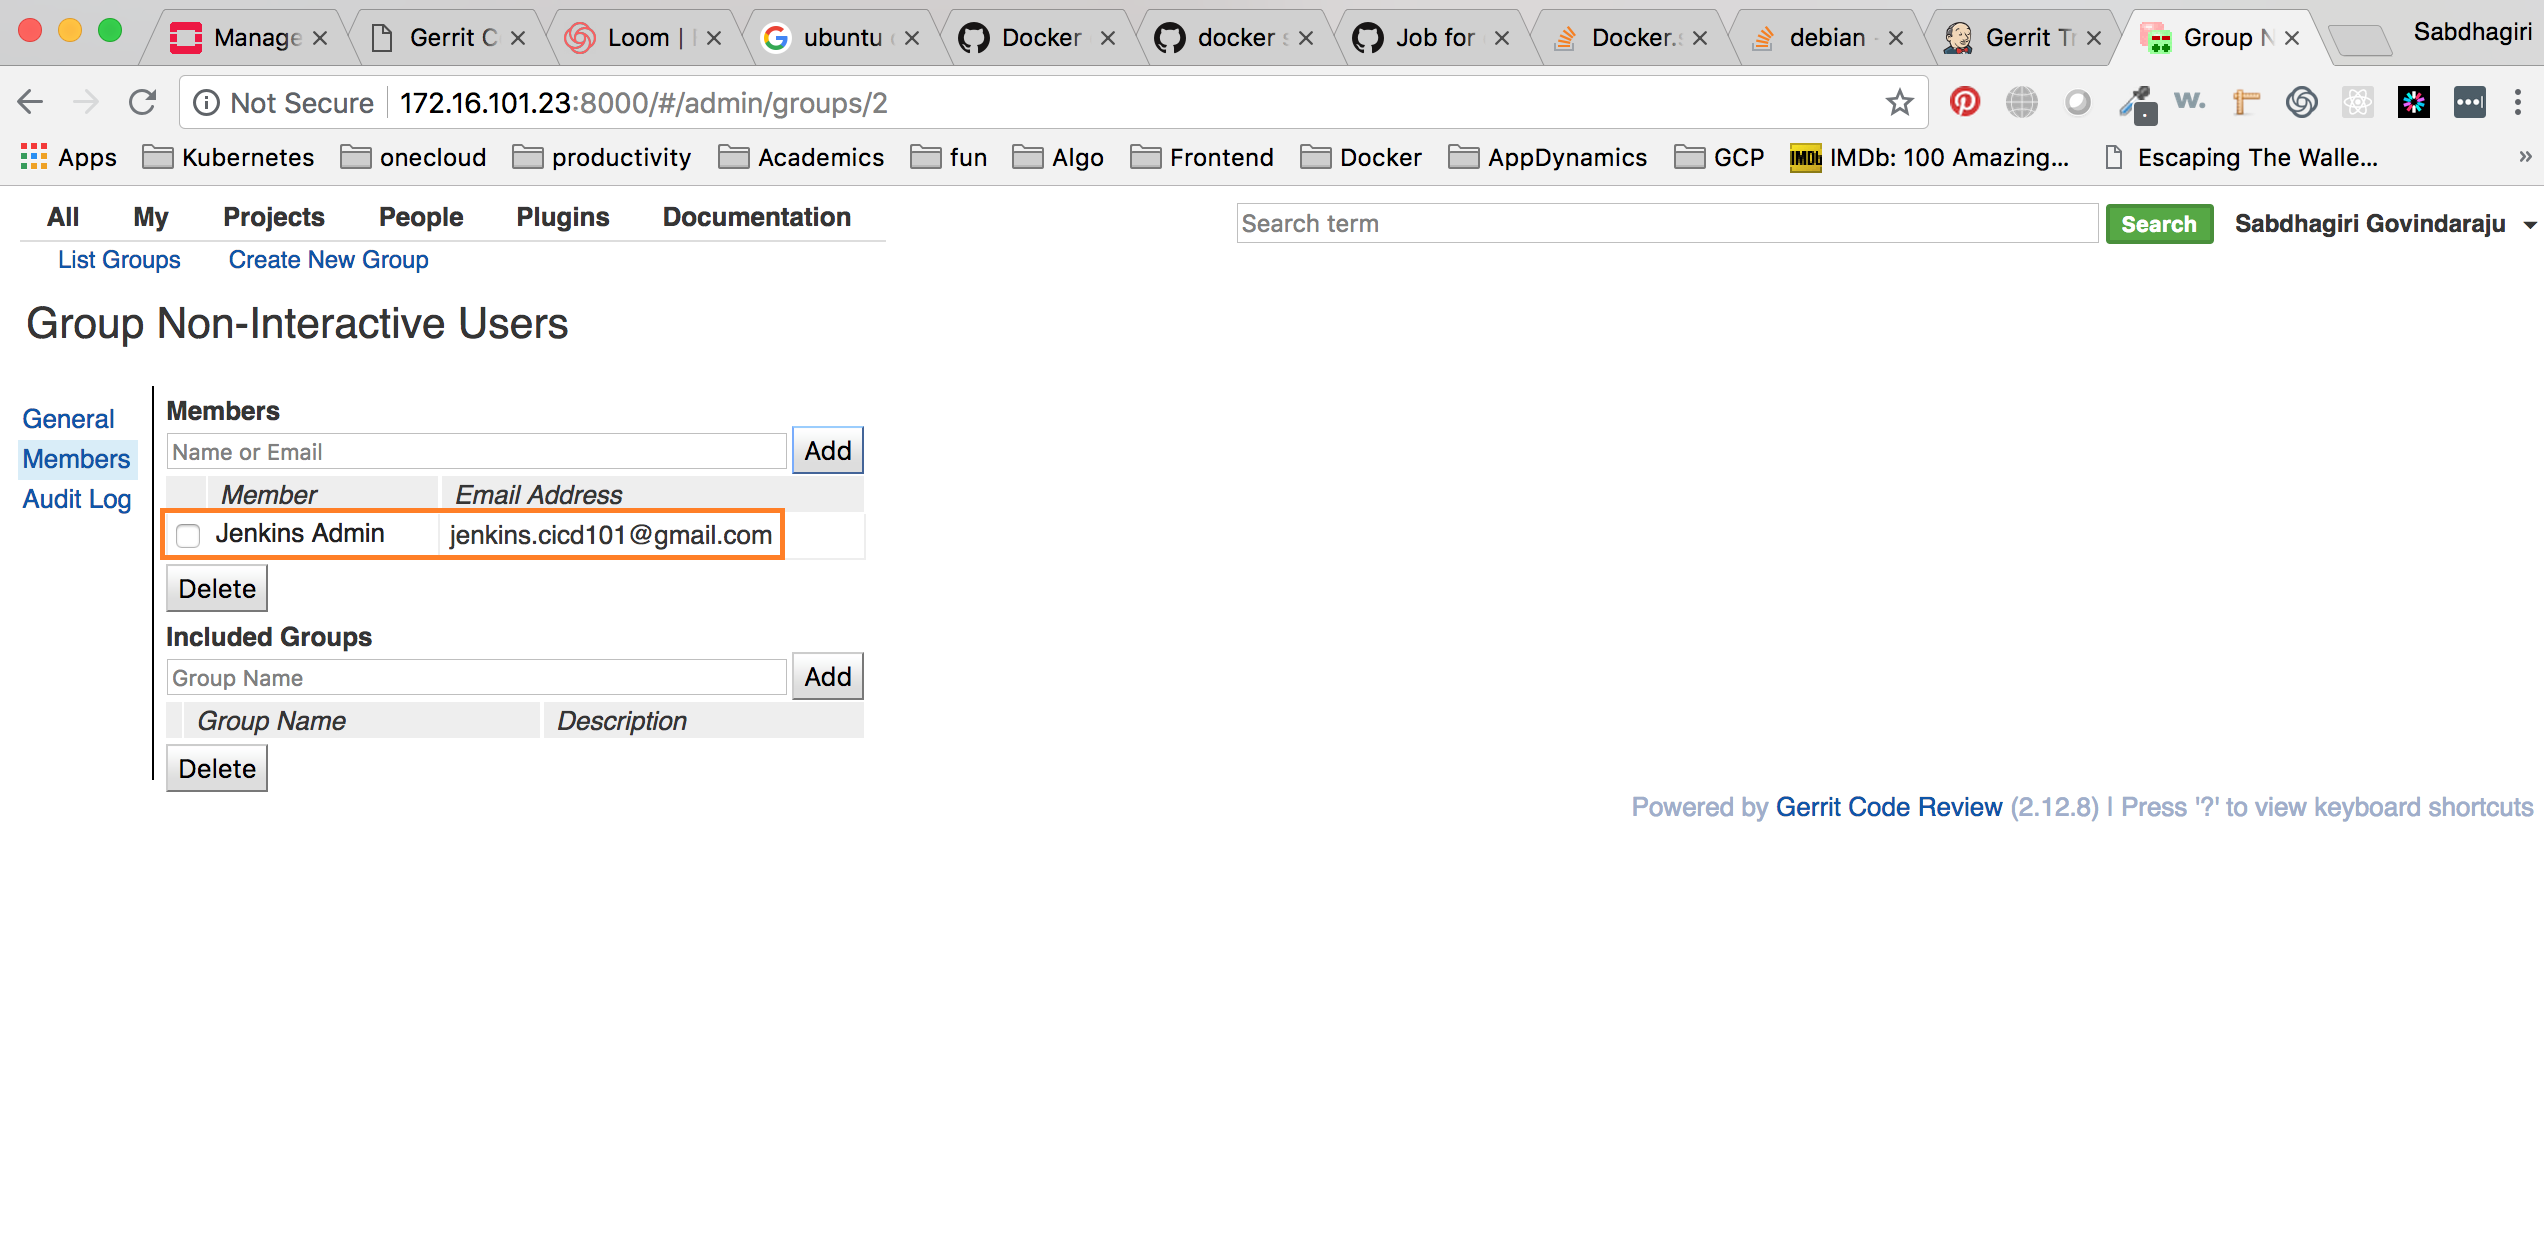 Manage Gerrit C Loom | ubuntu Docker docker s Job for Docker.s debian Gerrit Tr Group N Sabdhagiri
Not Secure 172.16.101.23:8000/#/admin/groups/2 w.
Apps Kubernetes onecloud productivity Academics fun Algo Frontend Docker AppDynamics GCP IMDb IMDb: 100 Amazing... Escaping The Walle... »
All My Projects People Plugins Documentation Search term Search Sabdhagiri Govindaraju
List Groups Create New Group
Group Non-Interactive Users
General
Members
Audit Log
Members
Name or Email Add
Member Email Address
Jenkins Admin jenkins.cicd101@gmail.com
Delete
Included Groups
Group Name Add
Group Name Description
Delete
Powered by Gerrit Code Review (2.12.8) | Press '?' to view keyboard shortcuts